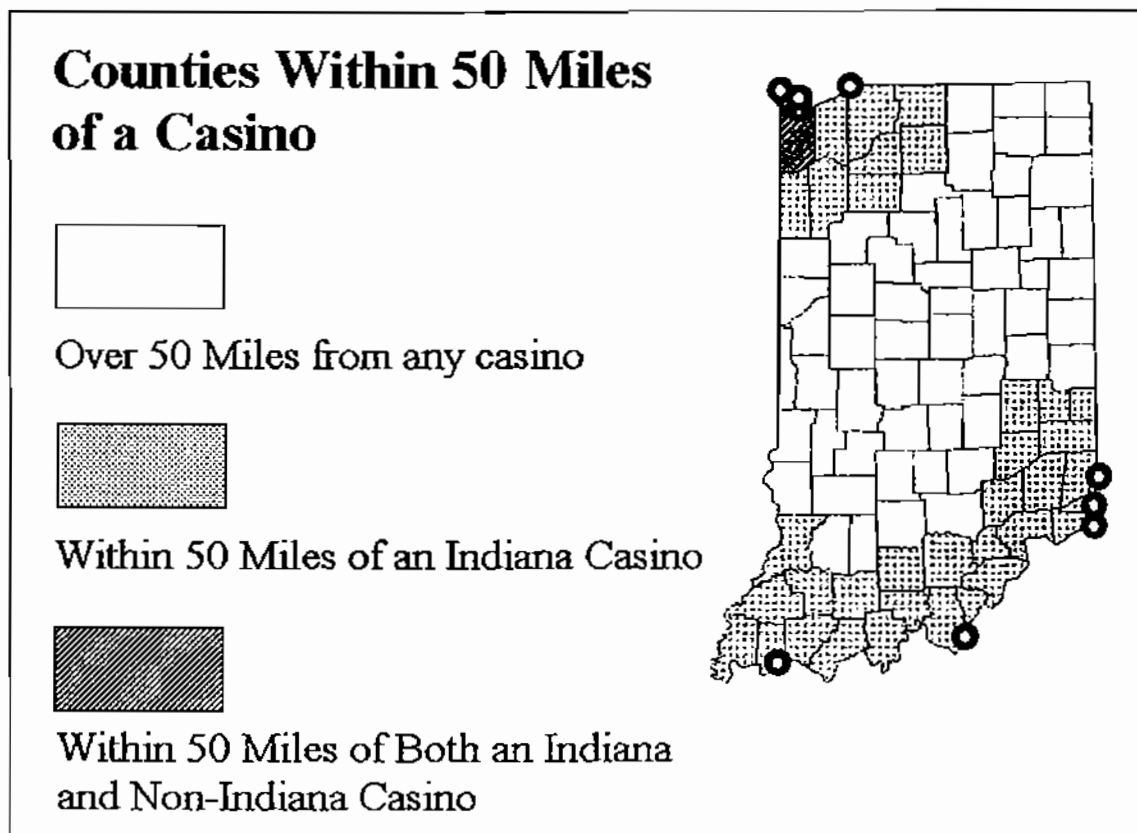 Counties Within 50 Miles
of a Casino
Over 50 Miles from any casino
Within 50 Miles of an Indiana Casino
Within 50 Miles of Both an Indiana
and Non-Indiana Casino